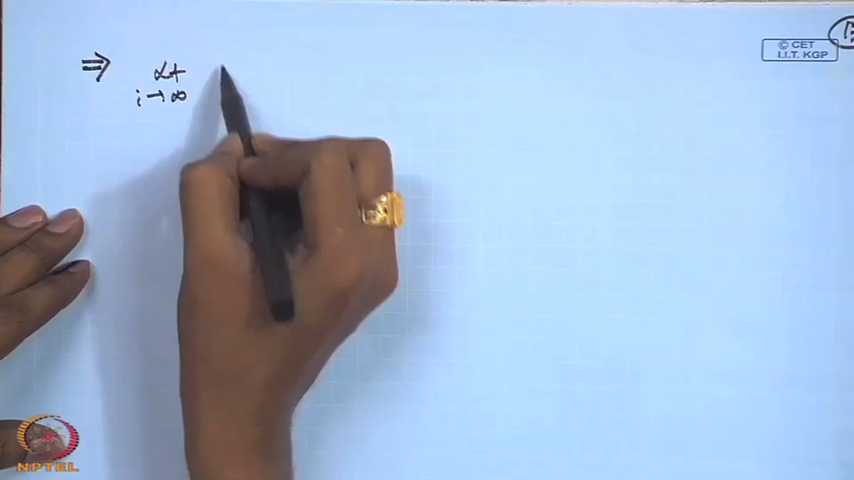 ⇒ Lt
i → ∞
© CET
I.I.T. KGP
NPTEL